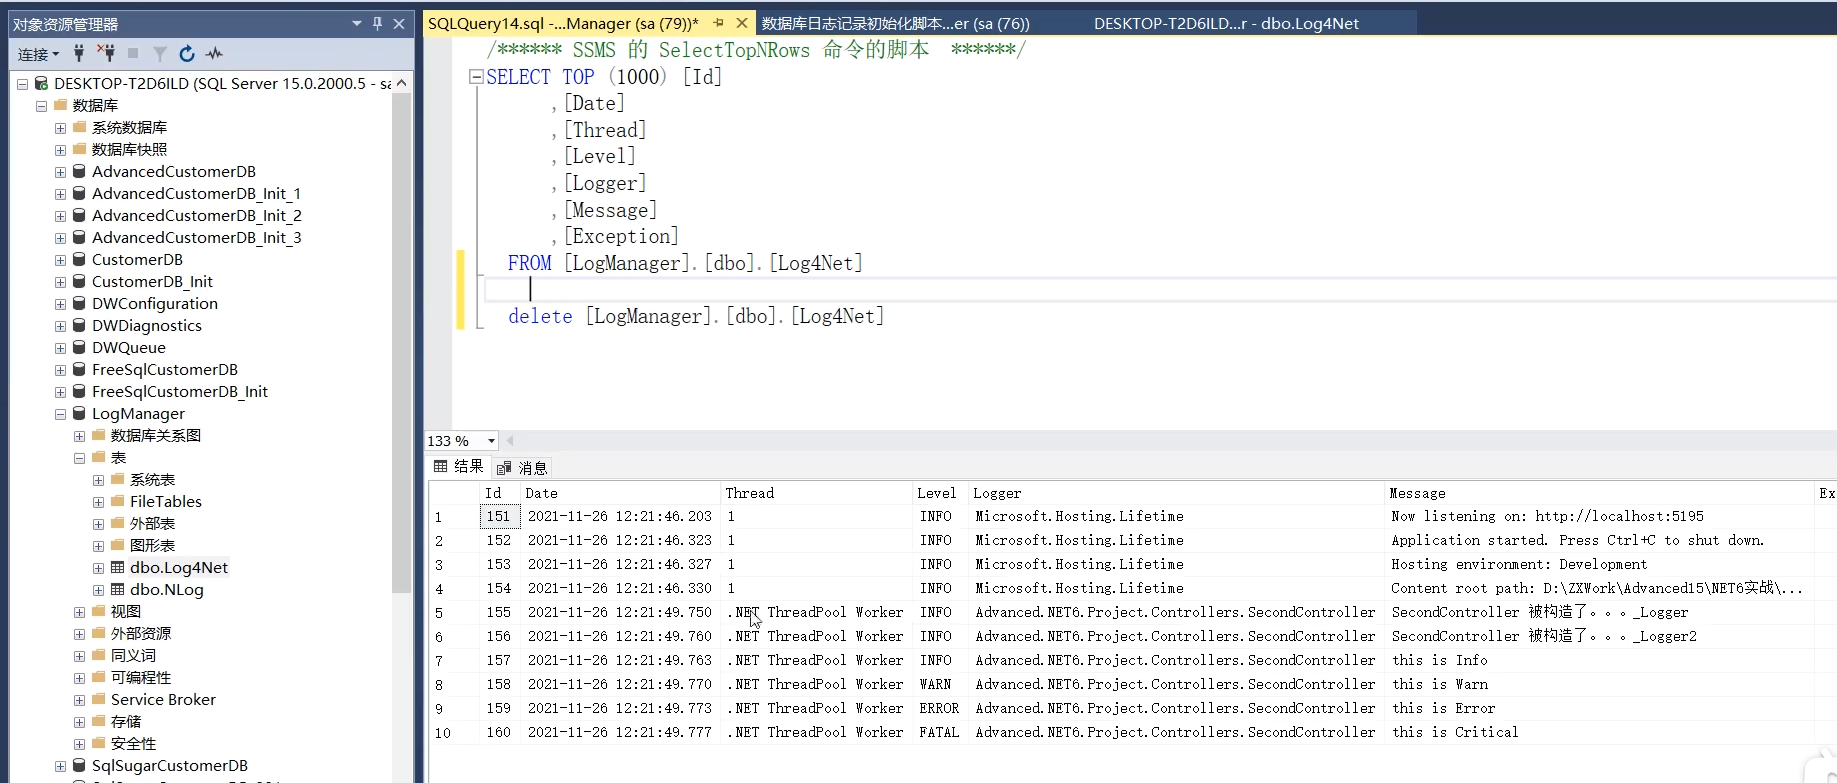 对象资源管理器
连接
DESKTOP-T2D6ILD (SQL Server 15.0.2000.5 - sa
数据库
系统数据库
数据库快照
AdvancedCustomerDB
AdvancedCustomerDB_Init_1
AdvancedCustomerDB_Init_2
AdvancedCustomerDB_Init_3
CustomerDB
CustomerDB_Init
DWConfiguration
DWDiagnostics
DWQueue
FreeSqlCustomerDB
FreeSqlCustomerDB_Init
LogManager
数据库关系图
表
系统表
FileTables
外部表
图形表
dbo.Log4Net
dbo.NLog
视图
外部资源
同义词
可编程性
Service Broker
存储
安全性
SqlSugarCustomerDB
SQLQuery14.sql -...Manager (sa (79))*
数据库日志记录初始化脚本...er (sa (76))
DESKTOP-T2D6ILD...r - dbo.Log4Net
/****** SSMS 的 SelectTopNRows 命令的脚本  ******/
SELECT TOP (1000) [Id]
,[Date]
,[Thread]
,[Level]
,[Logger]
,[Message]
,[Exception]
FROM [LogManager].[dbo].[Log4Net]
delete [LogManager].[dbo].[Log4Net]
133 %
结果 消息
Id Date Thread Level Logger Message Ex
1 151 2021-11-26 12:21:46.203 1 INFO Microsoft.Hosting.Lifetime Now listening on: http://localhost:5195
2 152 2021-11-26 12:21:46.323 1 INFO Microsoft.Hosting.Lifetime Application started. Press Ctrl+C to shut down.
3 153 2021-11-26 12:21:46.327 1 INFO Microsoft.Hosting.Lifetime Hosting environment: Development
4 154 2021-11-26 12:21:46.330 1 INFO Microsoft.Hosting.Lifetime Content root path: D:\ZXWork\Advanced15\NET6实战\...
5 155 2021-11-26 12:21:49.750 .NET ThreadPool Worker INFO Advanced.NET6.Project.Controllers.SecondController SecondController 被构造了。。。_Logger
6 156 2021-11-26 12:21:49.760 .NET ThreadPool Worker INFO Advanced.NET6.Project.Controllers.SecondController SecondController 被构造了。。。_Logger2
7 157 2021-11-26 12:21:49.763 .NET ThreadPool Worker INFO Advanced.NET6.Project.Controllers.SecondController this is Info
8 158 2021-11-26 12:21:49.770 .NET ThreadPool Worker WARN Advanced.NET6.Project.Controllers.SecondController this is Warn
9 159 2021-11-26 12:21:49.773 .NET ThreadPool Worker ERROR Advanced.NET6.Project.Controllers.SecondController this is Error
10 160 2021-11-26 12:21:49.777 .NET ThreadPool Worker FATAL Advanced.NET6.Project.Controllers.SecondController this is Critical